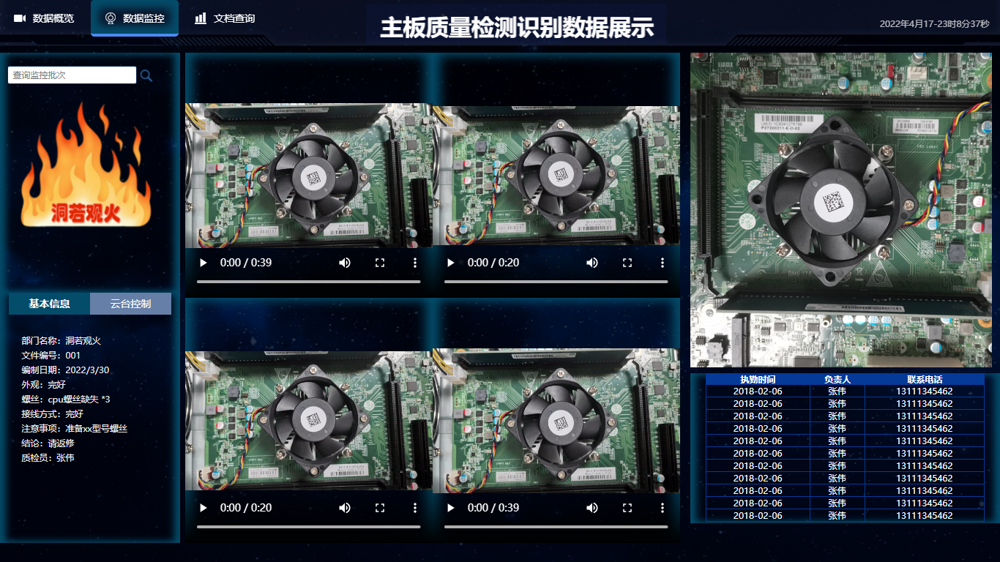 数据概览
数据监控
文档查询
主板质量检测识别数据展示
2022年4月17-23时8分37秒
查询监控批次
洞若观火
基本信息
云台控制
部门名称：洞若观火
文件编号：001
编制日期：2022/3/30
外观：完好
螺丝：cpu螺丝缺失 *3
接线方式：完好
注意事项：准备xx型号螺丝
结论：请返修
质检员：张伟
0:00 / 0:39
0:00 / 0:20
0:00 / 0:20
0:00 / 0:39
执勤时间 负责人 联系电话
2018-02-06 张伟 13111345462
2018-02-06 张伟 13111345462
2018-02-06 张伟 13111345462
2018-02-06 张伟 13111345462
2018-02-06 张伟 13111345462
2018-02-06 张伟 13111345462
2018-02-06 张伟 13111345462
2018-02-06 张伟 13111345462
2018-02-06 张伟 13111345462
2018-02-06 张伟 13111345462
2018-02-06 张伟 13111345462